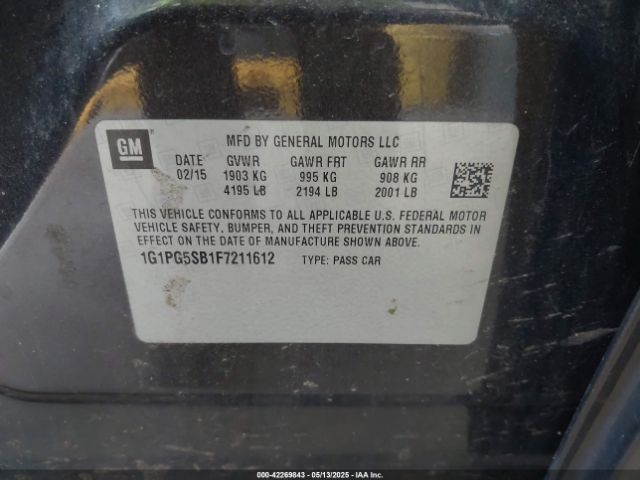 GM
MFD BY GENERAL MOTORS LLC
DATE GVWR GAWR FRT GAWR RR
02/15 1903 KG 995 KG 908 KG
4195 LB 2194 LB 2001 LB
THIS VEHICLE CONFORMS TO ALL APPLICABLE U.S. FEDERAL MOTOR
VEHICLE SAFETY, BUMPER, AND THEFT PREVENTION STANDARDS IN
EFFECT ON THE DATE OF MANUFACTURE SHOWN ABOVE.
1G1PG5SB1F7211612 TYPE: PASS CAR
000-42269843 - 05/13/2025 - IAA Inc.